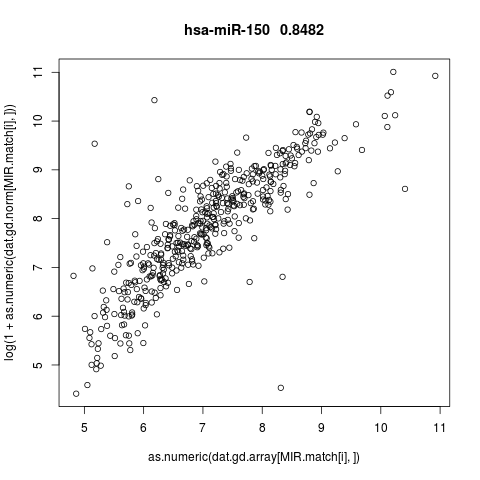 hsa-miR-150 0.8482
log(1 + as.numeric(dat.gd.norm[MIR.match[i], ]))
11
10
9
8
7
6
5
5 6 7 8 9 10 11
as.numeric(dat.gd.array[MIR.match[i], ])